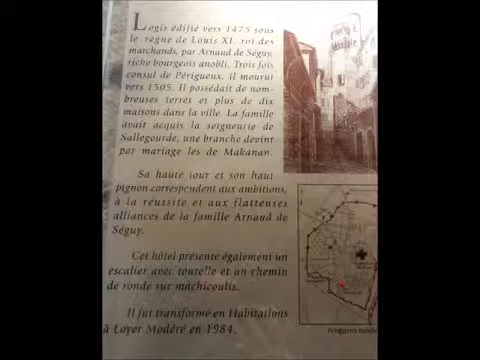 Logis édifié vers 1475 sous
le règne de Louis XI, roi des
marchands, par Arnaud de Séguy,
riche bourgeois anobli. Trois fois
consul de Périgueux, il mourut
vers 1505. Il possédait de nom-
breuses terres et plus de dix
maisons dans la ville. La famille
avait acquis la seigneurie de
Sallegourde, une branche devint
par mariage les de Makanan.
Sa haute tour et son haut
pignon correspondent aux ambitions,
à la réussite et aux flatteuses
alliances de la famille Arnaud de
Séguy.
Cet hôtel présente également un
escalier avec tourelle et un chemin
de ronde sur mâchicoulis.
Il fut transformé en Habitations
à Loyer Modéré en 1984.